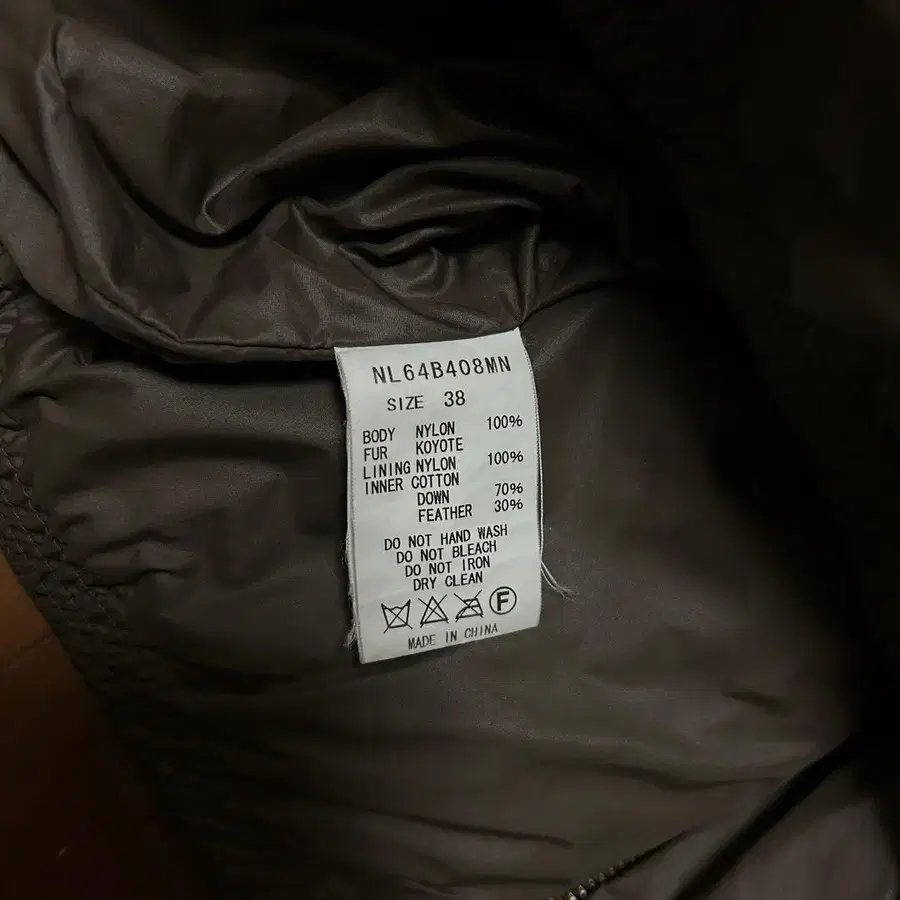 NL64B408MN
SIZE 38
BODY NYLON 100%
FUR KOYOTE
LINING NYLON 100%
INNER COTTON
DOWN 70%
FEATHER 30%
DO NOT HAND WASH
DO NOT BLEACH
DO NOT IRON
DRY CLEAN
F
MADE IN CHINA